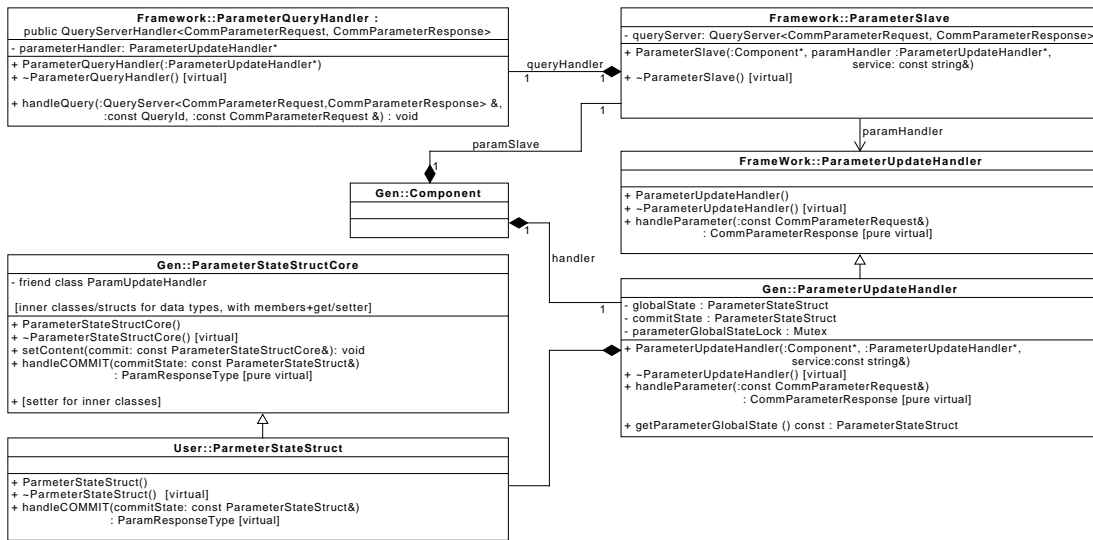 Framework::ParameterQueryHandler :
public QueryServerHandler<CommParameterRequest, CommParameterResponse>
- parameterHandler: ParameterUpdateHandler*
+ ParameterQueryHandler(:ParameterUpdateHandler*)
+ ~ParameterQueryHandler() [virtual]
+ handleQuery(:QueryServer<CommParameterRequest,CommParameterResponse> &,
:const QueryId, :const CommParameterRequest &) : void
queryHandler
1
1
Framework::ParameterSlave
- queryServer: QueryServer<CommParameterRequest, CommParameterResponse>
+ ParameterSlave(:Component*, paramHandler :ParameterUpdateHandler*,
service: const string&)
+ ~ParameterSlave() [virtual]
1
paramSlave
1
paramHandler
Gen::Component
1
FrameWork::ParameterUpdateHandler
+ ParameterUpdateHandler()
+ ~ParameterUpdateHandler() [virtual]
+ handleParameter(:const CommParameterRequest&)
: CommParameterResponse [pure virtual]
handler
1
Gen::ParameterStateStructCore
- friend class ParamUpdateHandler
[inner classes/structs for data types, with members+get/setter]
+ ParameterStateStructCore()
+ ~ParameterStateStructCore() [virtual]
+ setContent(commit: const ParameterStateStructCore&): void
+ handleCOMMIT(commitState: const ParameterStateStruct&)
: ParamResponseType [pure virtual]
+ [setter for inner classes]
Gen::ParameterUpdateHandler
- globalState : ParameterStateStruct
- commitState : ParameterStateStruct
- parameterGlobalStateLock : Mutex
+ ParameterUpdateHandler(:Component*, :ParameterUpdateHandler*,
service:const string&)
+ ~ParameterUpdateHandler() [virtual]
+ handleParameter(:const CommParameterRequest&)
: CommParameterResponse [pure virtual]
+ getParameterGlobalState () const : ParameterStateStruct
User::ParmeterStateStruct
+ ParmeterStateStruct()
+ ~ParmeterStateStruct() [virtual]
+ handleCOMMIT(commitState: const ParameterStateStruct&)
: ParamResponseType [virtual]